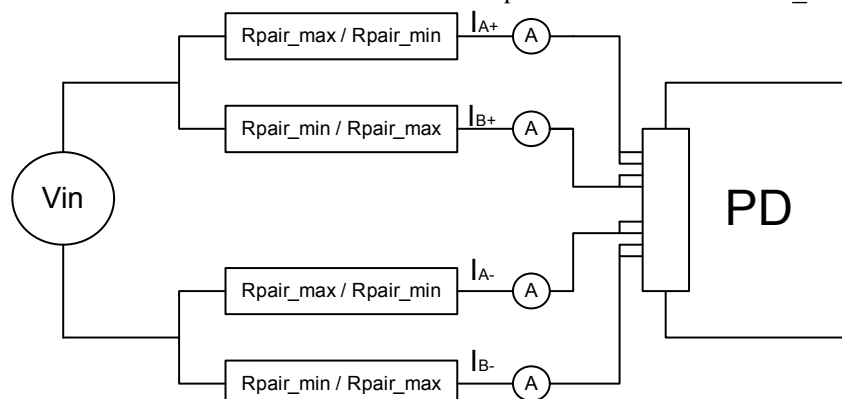 Rpair_max / Rpair_min
IA+
A
Rpair_min / Rpair_max
IB+
A
Vin
PD
Rpair_max / Rpair_min
IA-
A
Rpair_min / Rpair_max
IB-
A